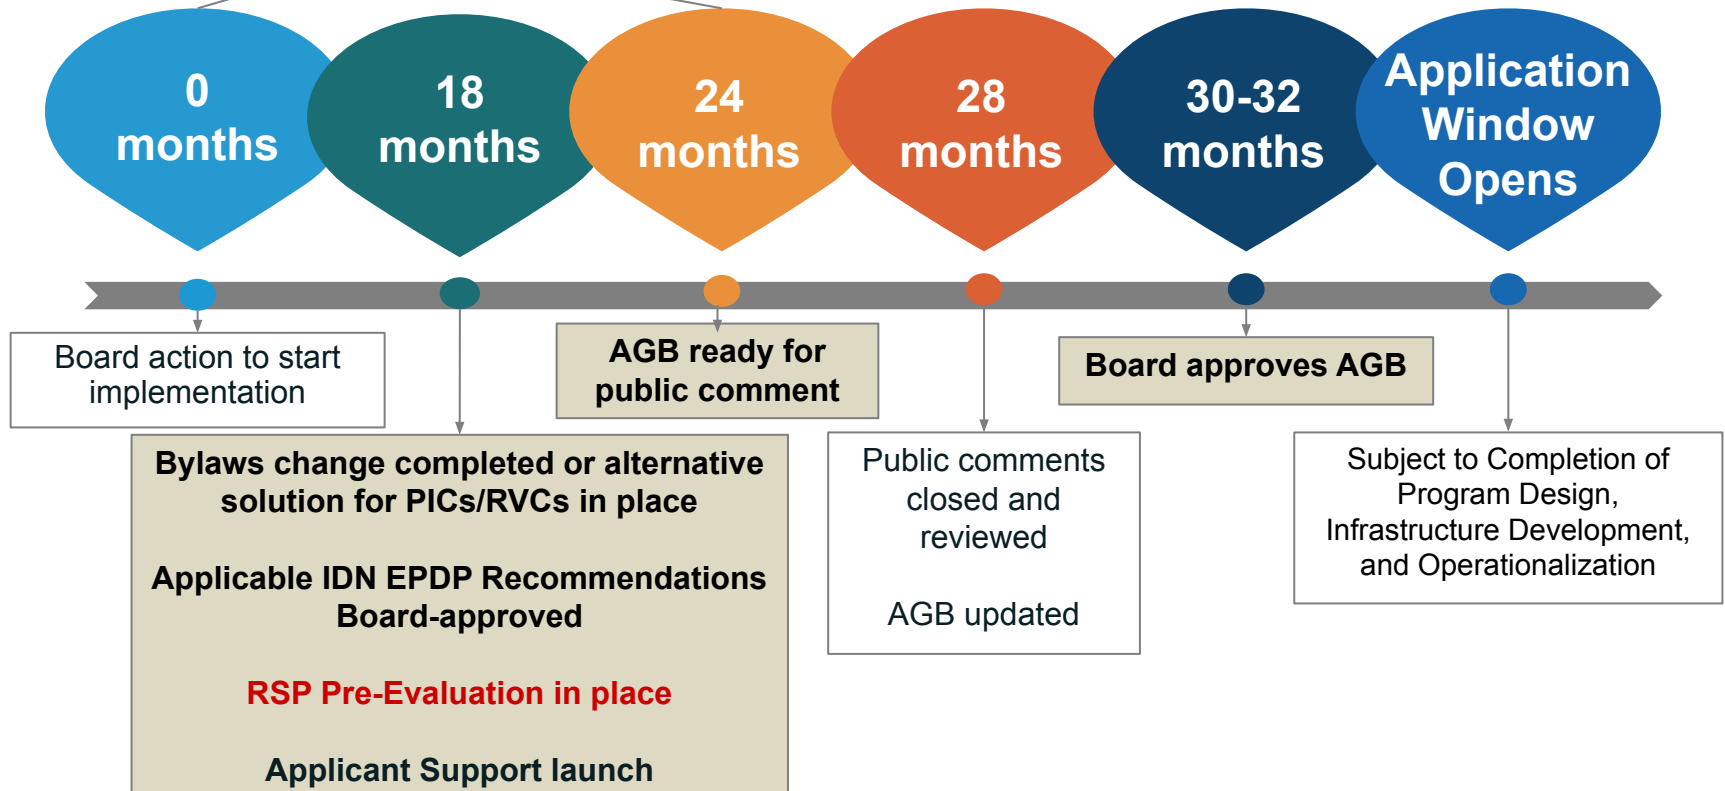 0
months
18
months
24
months
28
months
30-32
months
Application
Window
Opens
Board action to start
implementation
Bylaws change completed or alternative
solution for PICs/RVCs in place
Applicable IDN EPDP Recommendations
Board-approved
RSP Pre-Evaluation in place
Applicant Support launch
AGB ready for
public comment
Public comments
closed and
reviewed
AGB updated
Board approves AGB
Subject to Completion of
Program Design,
Infrastructure Development,
and Operationalization